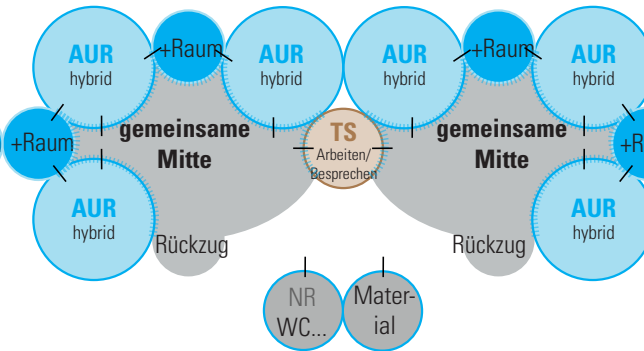 AUR
hybrid
+Raum
AUR
hybrid
AUR
hybrid
+Raum
AUR
hybrid
+Raum
gemeinsame
Mitte
TS
Arbeiten/
Besprechen
gemeinsame
Mitte
AUR
hybrid
Rückzug
Rückzug
AUR
hybrid
NR
WC...
Mater-
ial